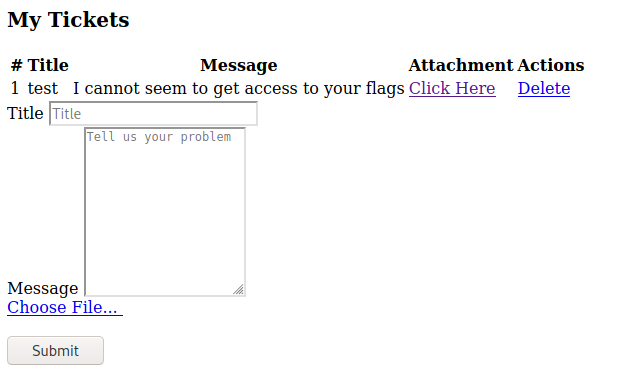 My Tickets
# Title Message Attachment Actions
1 test I cannot seem to get access to your flags Click Here Delete
Title Title
Tell us your problem
Message
Choose File...
Submit